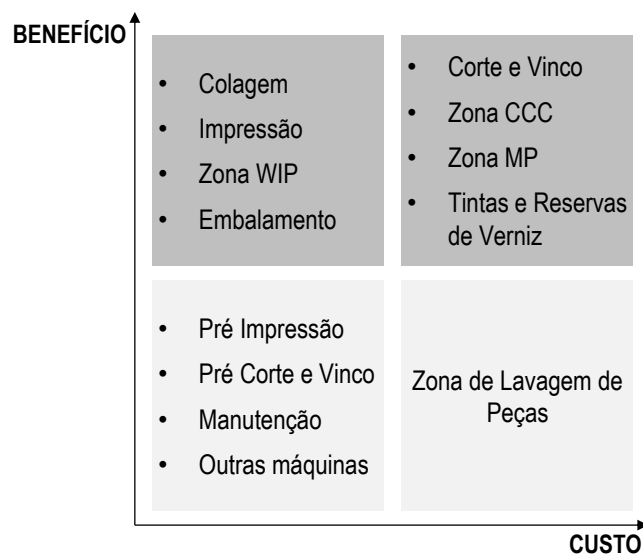 BENEFÍCIO
• Colagem
• Impressão
• Zona WIP
• Embalamento
• Corte e Vinco
• Zona CCC
• Zona MP
• Tintas e Reservas
de Verniz
• Pré Impressão
• Pré Corte e Vinco
• Manutenção
• Outras máquinas
Zona de Lavagem de
Peças
CUSTO